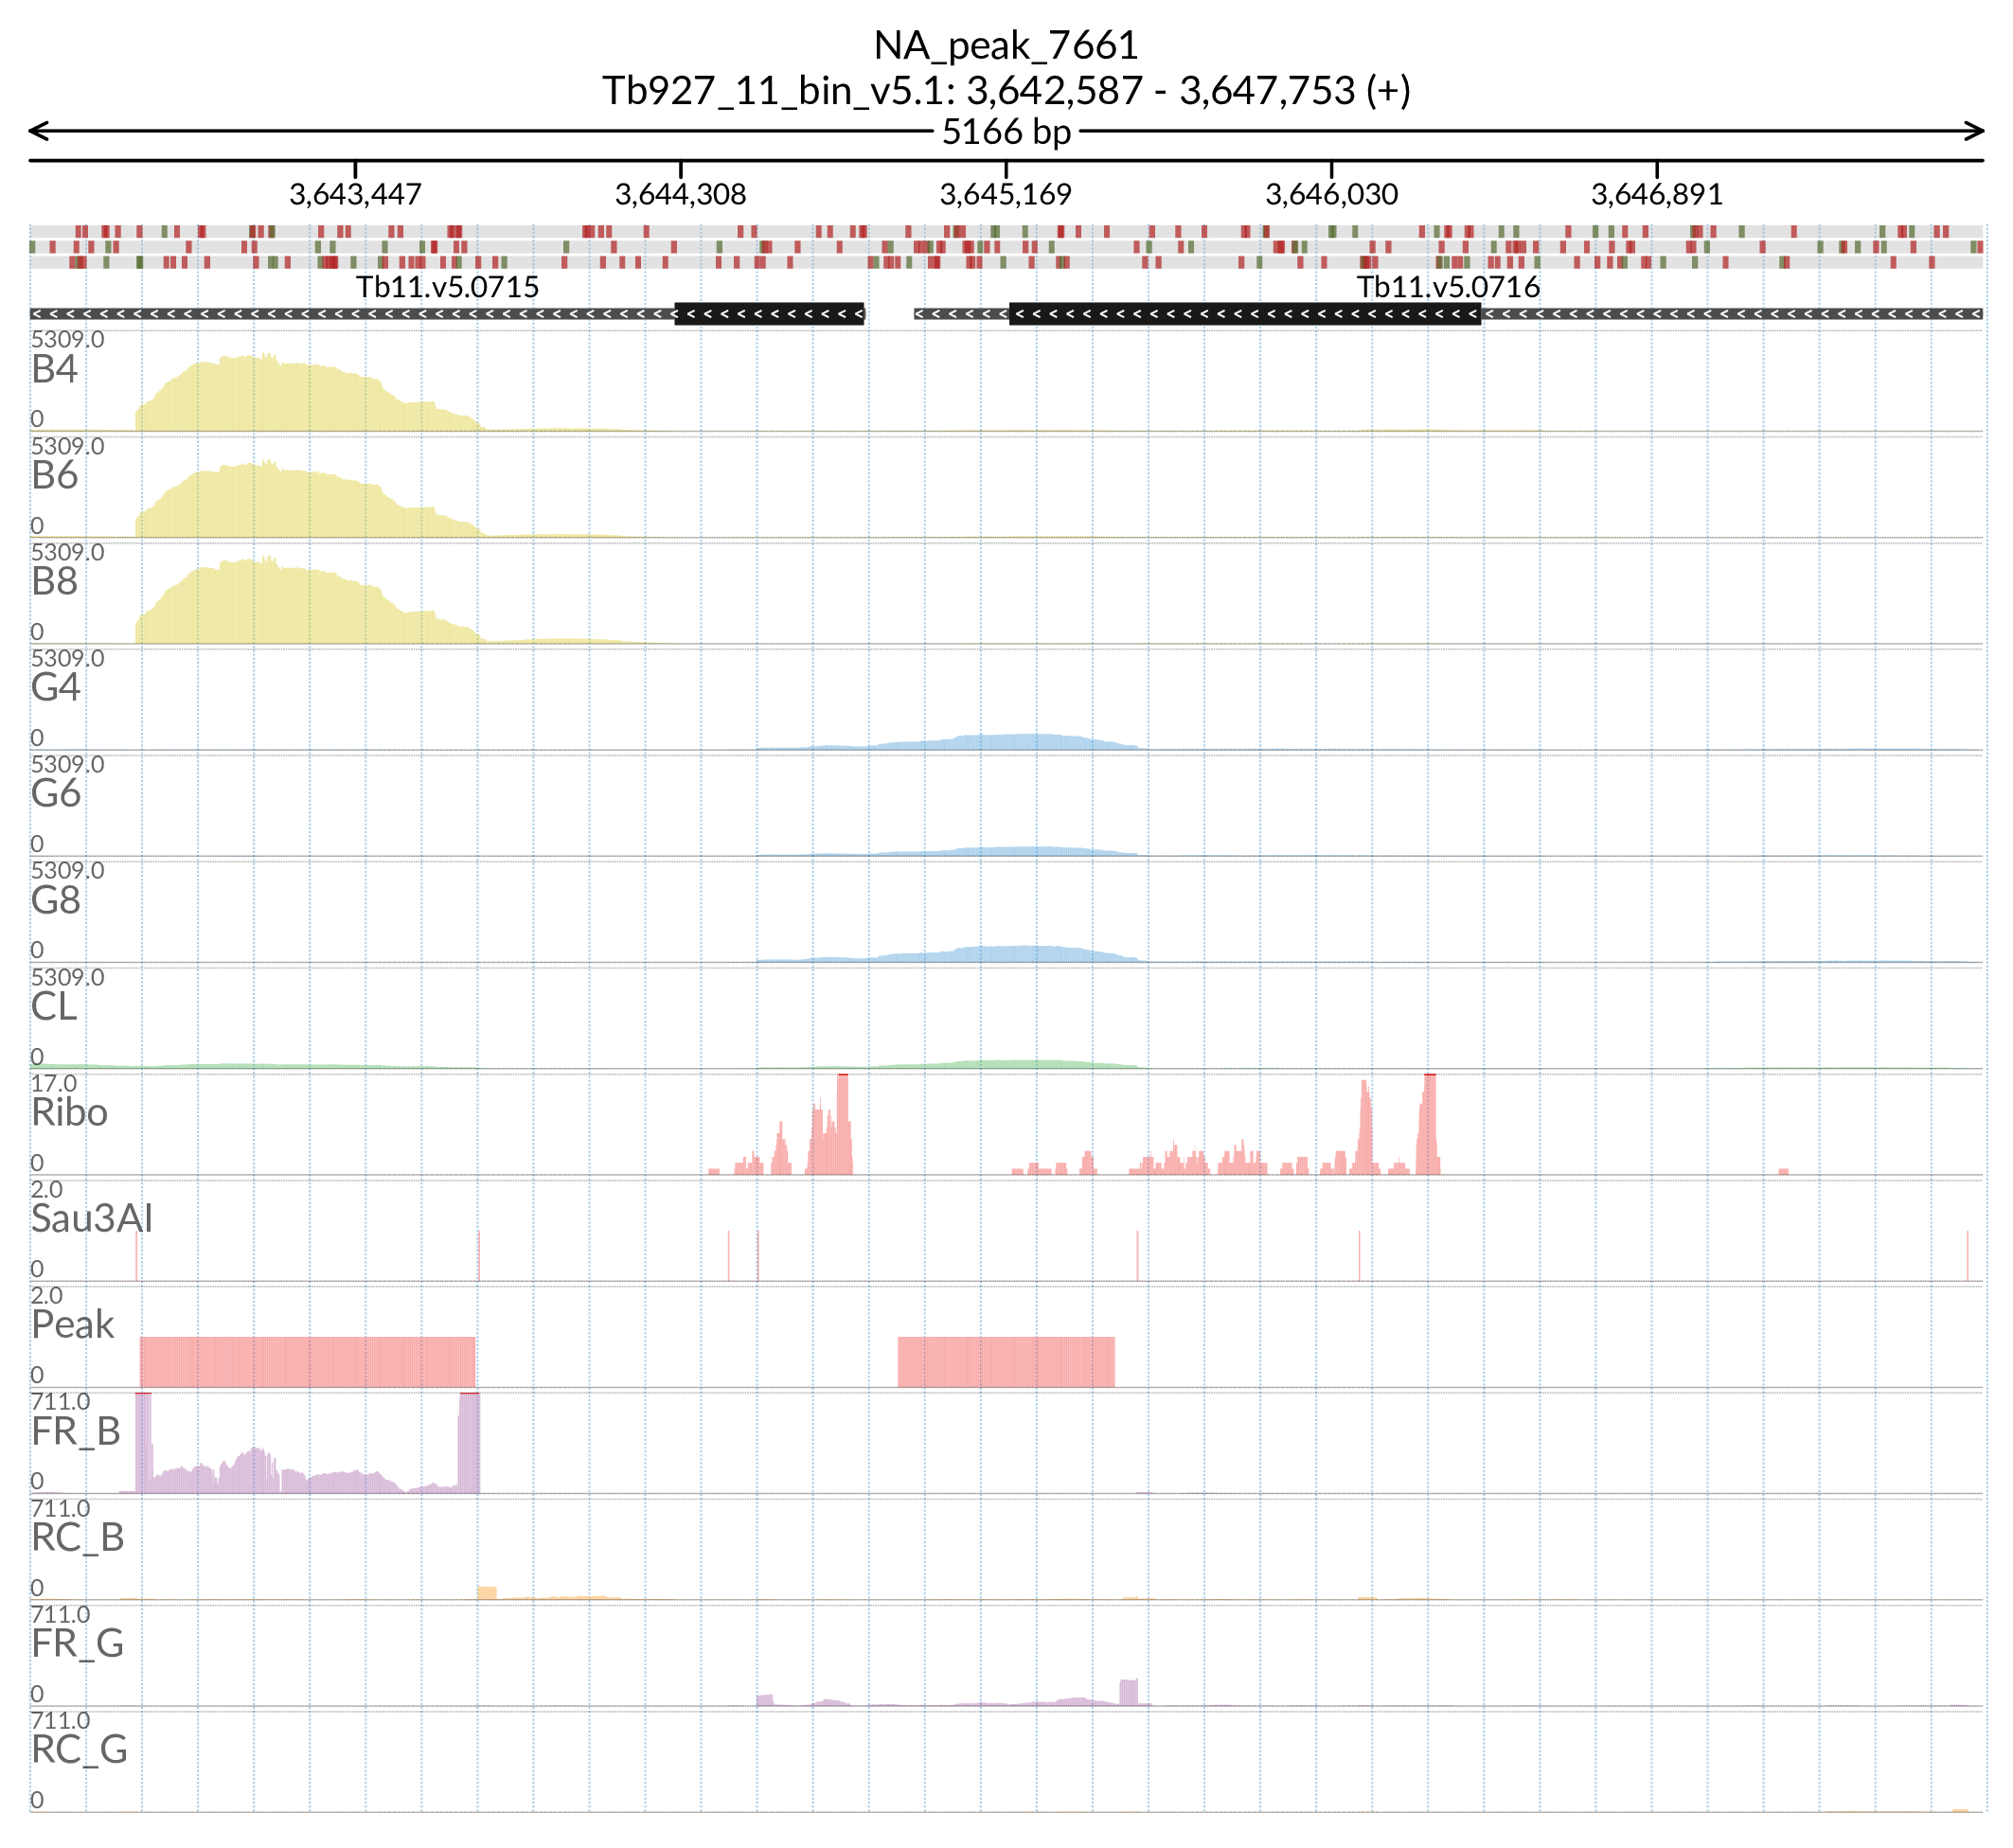 NA_peak_7661
Tb927_11_bin_v5.1: 3,642,587 - 3,647,753 (+)
5166 bp
3,643,447 3,644,308 3,645,169 3,646,030 3,646,891
Tb11.v5.0715 Tb11.v5.0716
5309.0
B4
0
5309.0
B6
0
5309.0
B8
0
5309.0
G4
0
5309.0
G6
0
5309.0
G8
0
5309.0
CL
0
17.0
Ribo
0
2.0
Sau3AI
0
2.0
Peak
0
711.0
FR_B
0
711.0
RC_B
0
711.0
FR_G
0
711.0
RC_G
0